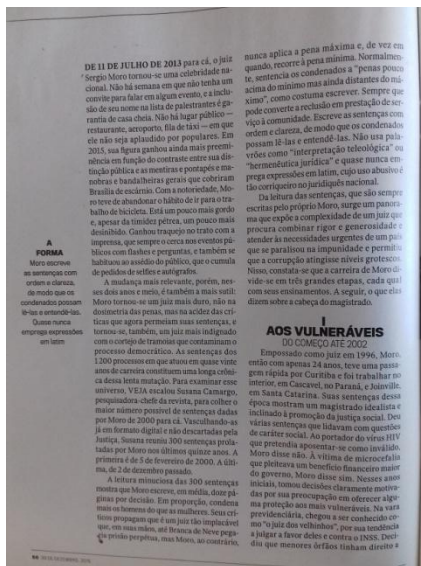 DE 11 DE JULHO DE 2013 para cá, o juiz
Sergio Moro tornou-se uma celebridade na-
cional. Não há semana em que não tenha um
convite para falar em algum evento, e a inclu-
são de seu nome na lista de palestrantes é ga-
rantia de casa cheia. Não há lugar público —
restaurante, aeroporto, fila de táxi — em que
ele não seja aplaudido por populares. Em
2015, sua figura ganhou ainda mais preemi-
nência em função do contraste entre sua dis-
tinção pública e as mentiras e pontapés e ma-
nobras e bandalheiras gerais que cobriram
Brasília de escárnio. Com a notoriedade, Mo-
ro teve de abandonar o hábito de ir para o tra-
balho de bicicleta. Está um pouco mais gordo
e, apesar da timidez pétrea, um pouco mais
desinibido. Ganhou traquejo no trato com a
imprensa, que sempre o cerca nos eventos pú-
blicos com flashes e perguntas, e também se
habituou ao assédio do público, que o cumula
de pedidos de selfies e autógrafos.
A mudança mais relevante, porém, nes-
ses dois anos e meio, é também a mais sutil:
Moro tornou-se um juiz mais duro, não na
dosimetria das penas, mas na acidez das crí-
ticas que agora permeiam suas sentenças, e
tornou-se, também, um juiz mais indignado
com o cortejo de tramoias que contaminam o
processo democrático. As sentenças dos
1 200 processos em que atuou em quase vinte
anos de carreira constituem uma longa crôni-
ca dessa lenta mutação. Para examinar esse
universo, VEJA escalou Susana Camargo,
pesquisadora-chefe da revista, para colher o
maior número possível de sentenças dadas
por Moro de 2000 para cá. Vasculhando-as
já em formato digital e não descartadas pela
Justiça, Susana reuniu 300 sentenças prola-
tadas por Moro nos últimos quinze anos. A
primeira é de 5 de fevereiro de 2000. A últi-
ma, de 2 de dezembro passado.
A leitura minuciosa das 300 sentenças
mostra que Moro escreve, em média, doze pá-
ginas por decisão. Em proporção, condena
mais os homens do que as mulheres. Seus crí-
ticos propagam que é um juiz tão implacável
que, em suas mãos, até Branca de Neve pega-
ria prisão perpétua, mas Moro, ao contrário,
A
FORMA
Moro escreve
as sentenças com
ordem e clareza,
de modo que os
condenados possam
lê-las e entendê-las.
Quase nunca
emprega expressões
em latim
nunca aplica a pena máxima e, de vez em
quando, recorre à pena mínima. Normalmen-
te, sentencia os condenados a "penas pouco
acima do mínimo mas ainda distantes do má-
ximo", como costuma escrever. Sempre que
pode converte a reclusão em prestação de ser-
viço à comunidade. Escreve as sentenças com
ordem e clareza, de modo que os condenados
possam lê-las e entendê-las. Não usa pala-
vrões como "interpretação teleológica" ou
"hermenêutica jurídica" e quase nunca em-
prega expressões em latim, cujo uso abusivo é
tão corriqueiro no juridiquês nacional.
Da leitura das sentenças, que são sempre
escritas pelo próprio Moro, surge um panora-
ma que expõe a complexidade de um juiz que
procura combinar rigor e generosidade e
atender às necessidades urgentes de um país
que se paralisou na impunidade e permitiu
que a corrupção atingisse níveis grotescos.
Nisso, constata-se que a carreira de Moro di-
vide-se em três grandes etapas, cada qual
com seus ensinamentos. A seguir, o que elas
dizem sobre a cabeça do magistrado.
I
AOS VULNERÁVEIS
DO COMEÇO ATÉ 2002
Empossado como juiz em 1996, Moro,
então com apenas 24 anos, teve uma passa-
gem rápida por Curitiba e foi trabalhar no
interior, em Cascavel, no Paraná, e Joinville,
em Santa Catarina. Suas sentenças dessa
época mostram um magistrado idealista e
inclinado à promoção da justiça social. Deu
várias sentenças que lidavam com questões
de caráter social. Ao portador do vírus HIV
que pretendia aposentar-se como inválido,
Moro disse não. À vítima de microcefalia
que pleiteava um benefício financeiro maior
do governo, Moro disse sim. Nesses anos
iniciais, tomou decisões claramente motiva-
das por sua preocupação em oferecer algu-
ma proteção aos mais vulneráveis. Na vara
previdenciária, chegou a ser conhecido co-
mo "o juiz dos velhinhos", por sua tendência
a julgar a favor deles e contra o INSS. Deci-
diu que menores órfãos tinham direito a